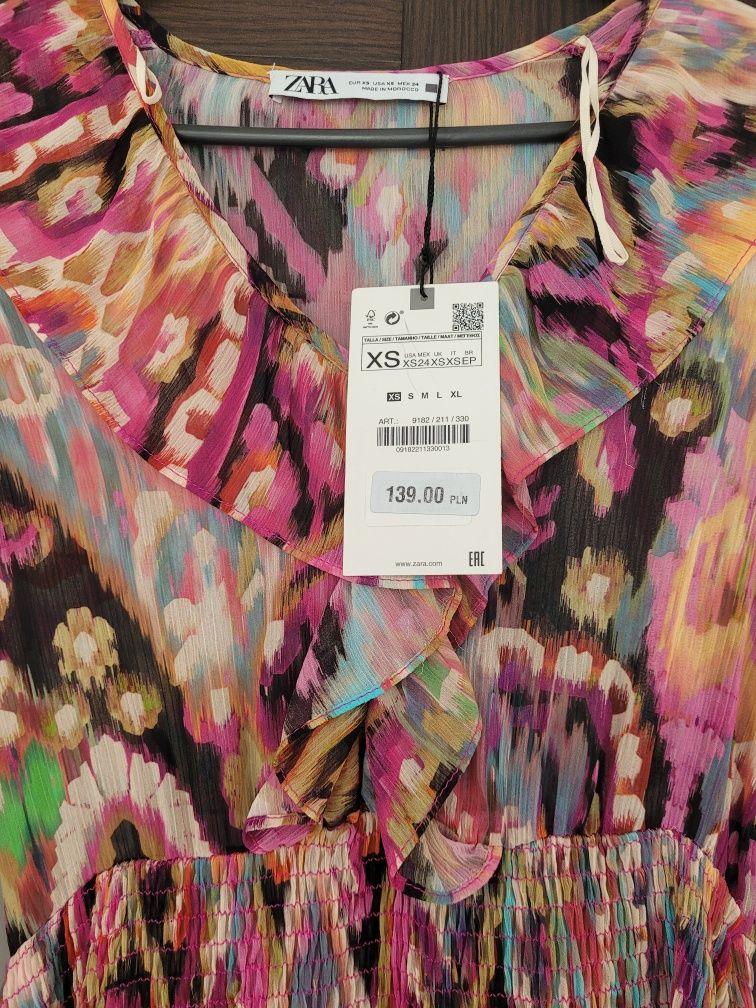 ZARA
EUR XS USA XS MEX 24
MADE IN MOROCCO
TALLA / SIZE / TAMANHO / TAILLE / MAAT / ΜΕΓΕΘΟΣ
XS
USA MEX UK IT BR
XS 24 XS XS EP
XS S M L XL
ART.: 9182 / 211 / 330
09182211330013
139.00 PLN
www.zara.com
EAC